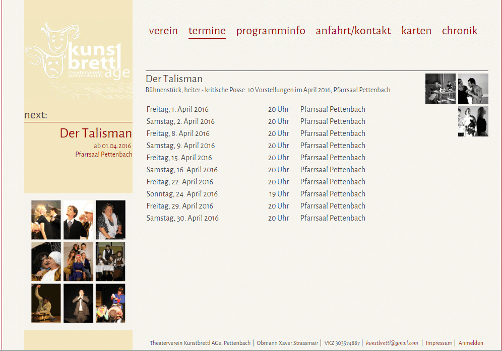 kunst
brettl
age
verein termine programminfo anfahrt/kontakt karten chronik
next:
Der Talisman
ab 01.04.2016
Pfarrsaal Pettenbach
Der Talisman
Bühnenstück, heiter - kritische Posse. 10 Vorstellungen im April 2016, Pfarrsaal Pettenbach
Freitag, 1. April 2016 20 Uhr Pfarrsaal Pettenbach
Samstag, 2. April 2016 20 Uhr Pfarrsaal Pettenbach
Freitag, 8. April 2016 20 Uhr Pfarrsaal Pettenbach
Samstag, 9. April 2016 20 Uhr Pfarrsaal Pettenbach
Freitag, 15. April 2016 20 Uhr Pfarrsaal Pettenbach
Samstag, 16. April 2016 20 Uhr Pfarrsaal Pettenbach
Freitag, 22. April 2016 20 Uhr Pfarrsaal Pettenbach
Sonntag, 24. April 2016 19 Uhr Pfarrsaal Pettenbach
Freitag, 29. April 2016 20 Uhr Pfarrsaal Pettenbach
Samstag, 30. April 2016 20 Uhr Pfarrsaal Pettenbach
Theaterverein Kunstbrettl AGe, Pettenbach | Obmann Xaver | ZVR | Impressum | Anmelden